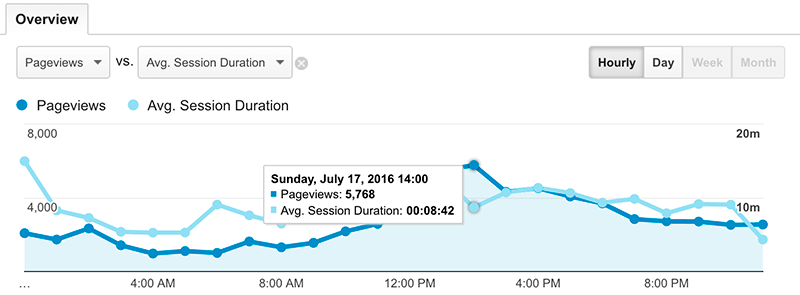 Overview
Pageviews vs. Avg. Session Duration
Hourly Day Week Month
Pageviews Avg. Session Duration
8,000 20m
Sunday, July 17, 2016 14:00
Pageviews: 5,768
4,000 10m
Avg. Session Duration: 00:08:42
... 4:00 AM 8:00 AM 12:00 PM 4:00 PM 8:00 PM